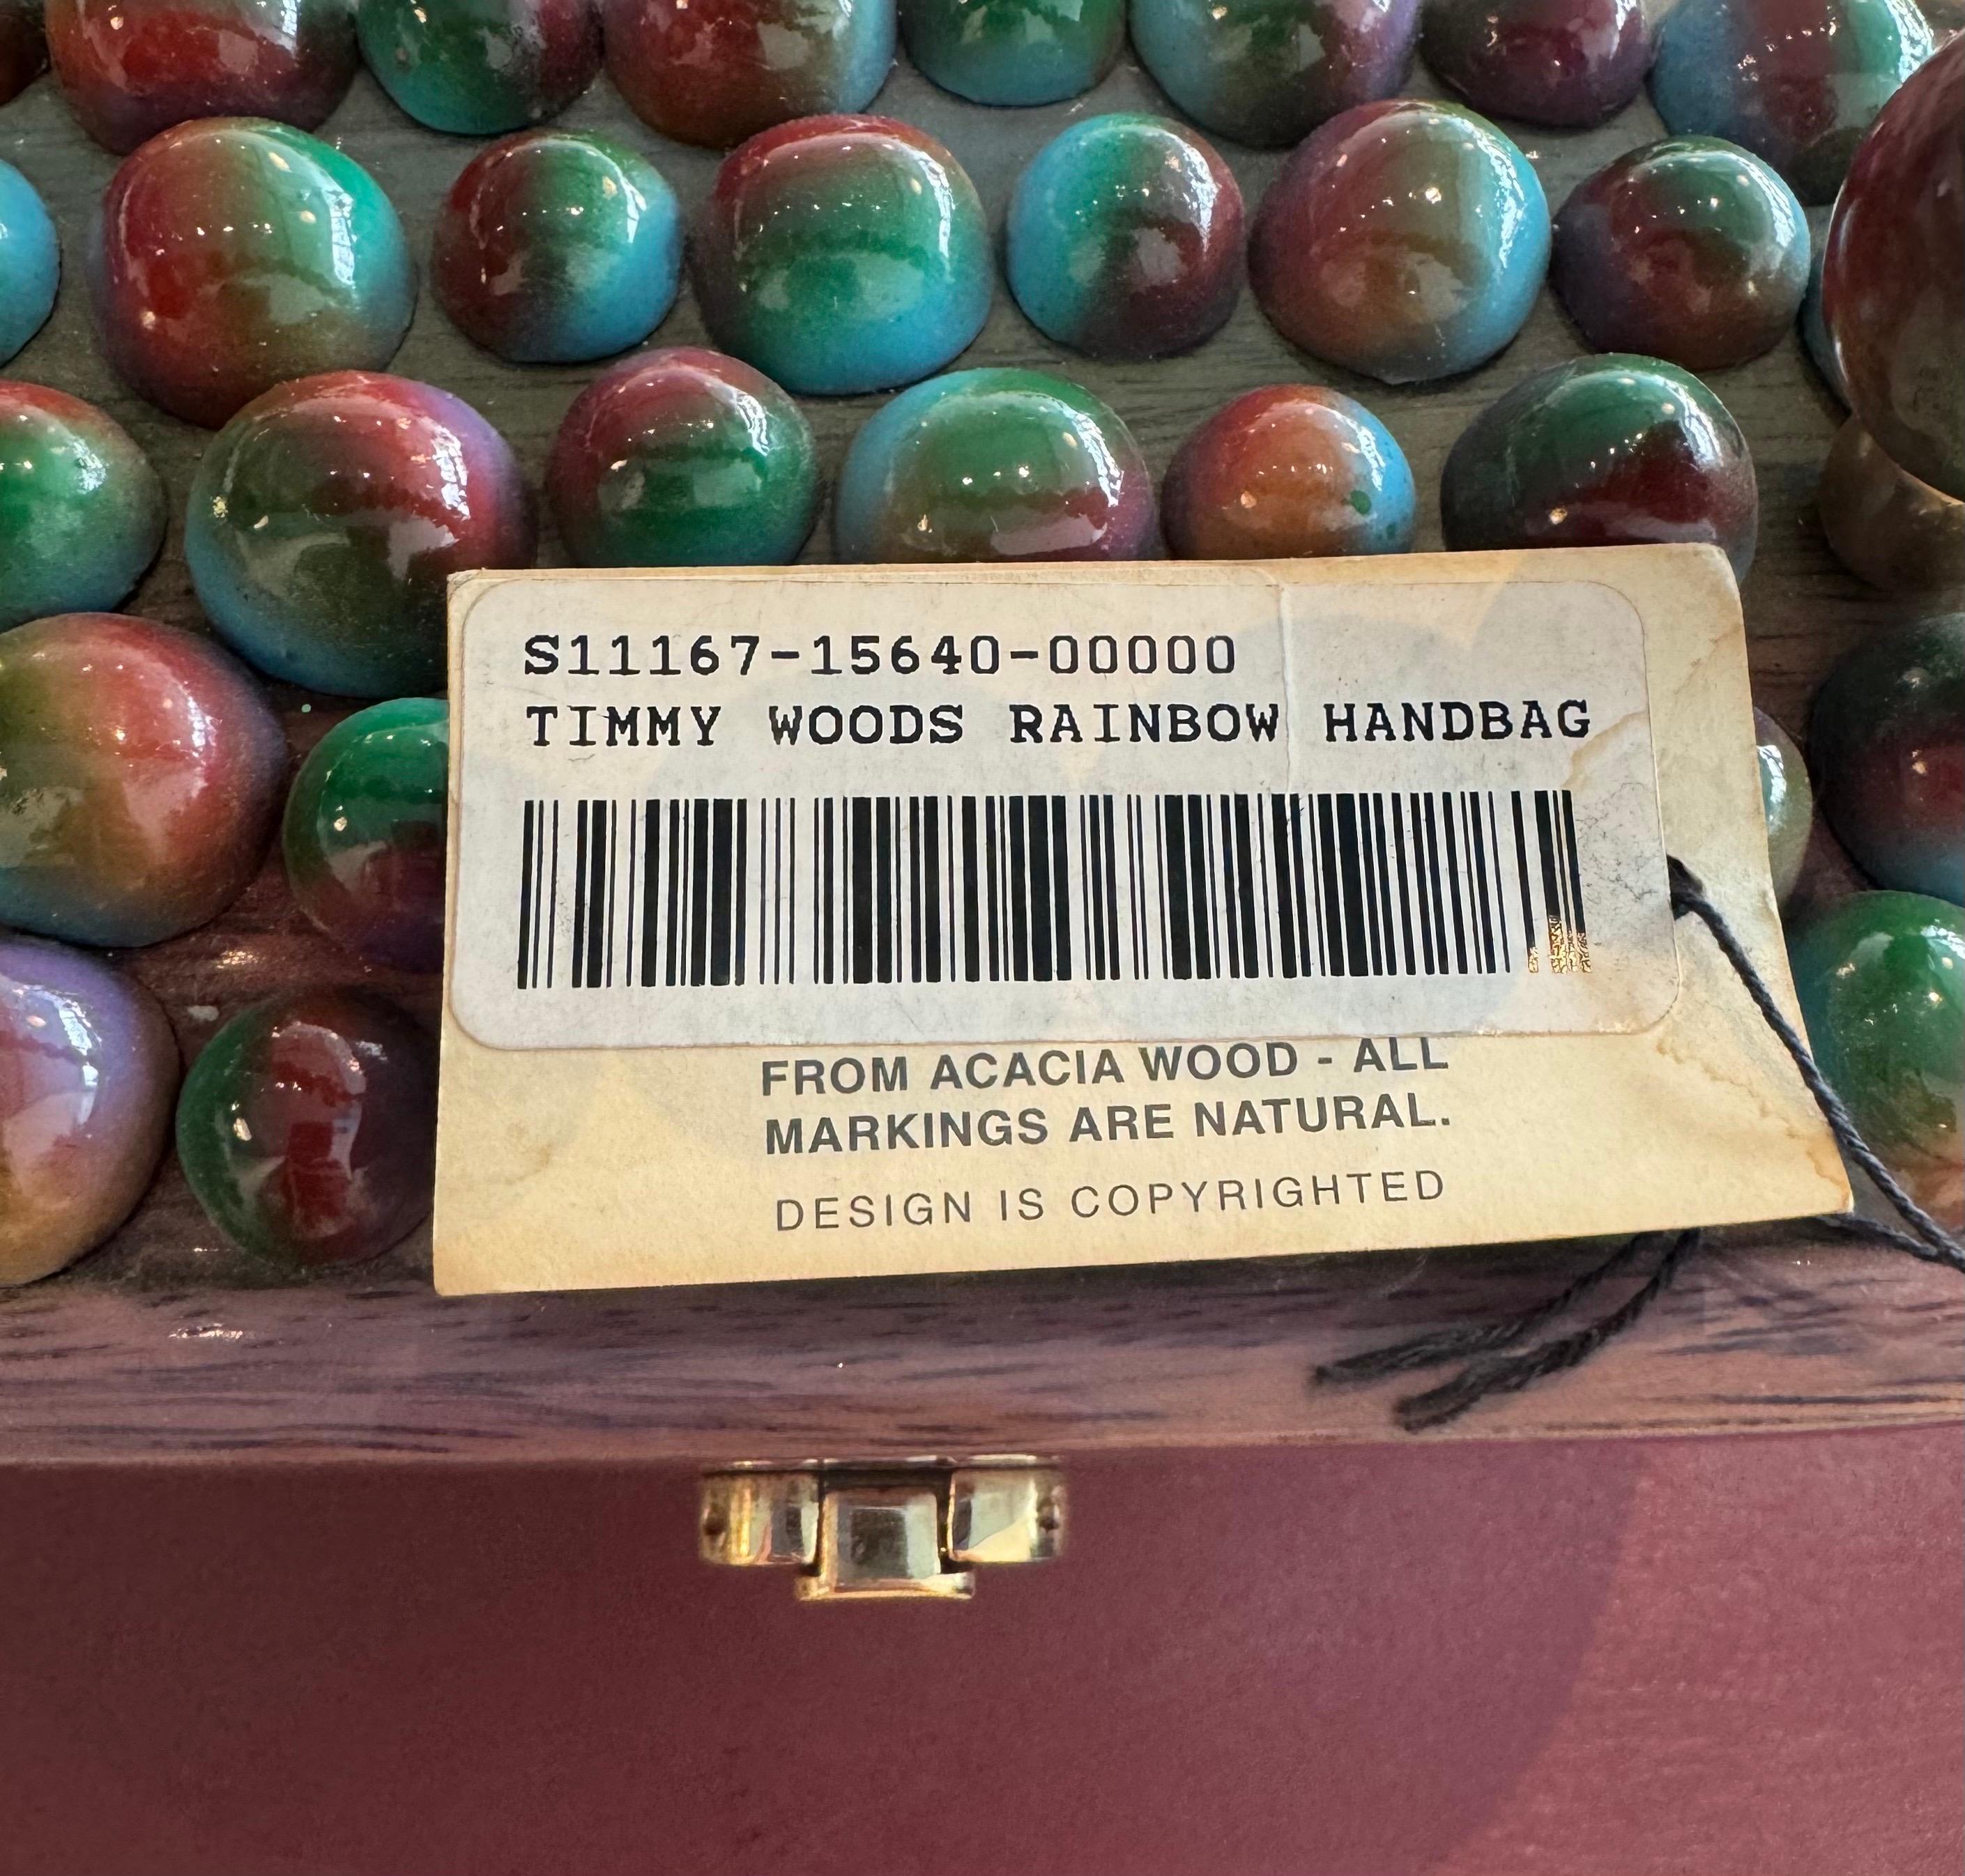 S11167-15640-00000
TIMMY WOODS RAINBOW HANDBAG
FROM ACACIA WOOD - ALL
MARKINGS ARE NATURAL.
DESIGN IS COPYRIGHTED